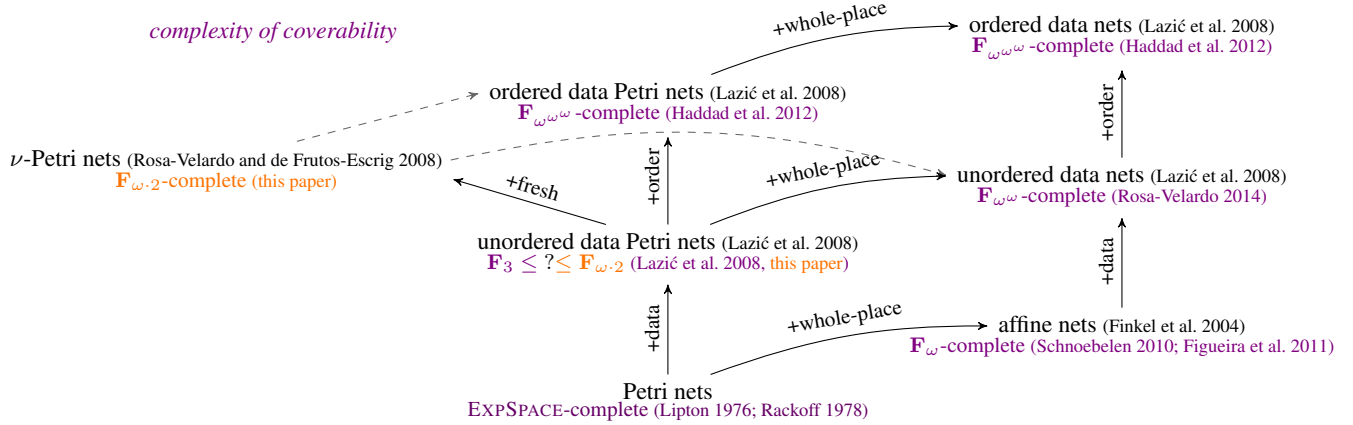 complexity of coverability
+whole-place
ordered data nets (Lazić et al. 2008)
F_{ω^{ω^ω}}-complete (Haddad et al. 2012)
ordered data Petri nets (Lazić et al. 2008)
F_{ω^{ω^ω}}-complete (Haddad et al. 2012)
+order
ν-Petri nets (Rosa-Velardo and de Frutos-Escrig 2008)
F_{ω·2}-complete (this paper)
+fresh
+order
+whole-place
unordered data nets (Lazić et al. 2008)
F_{ω^ω}-complete (Rosa-Velardo 2014)
unordered data Petri nets (Lazić et al. 2008)
F₃ ≤ ?≤ F_{ω·2} (Lazić et al. 2008, this paper)
+data
+data
+whole-place
affine nets (Finkel et al. 2004)
F_ω-complete (Schnoebelen 2010; Figueira et al. 2011)
Petri nets
EXPSPACE-complete (Lipton 1976; Rackoff 1978)